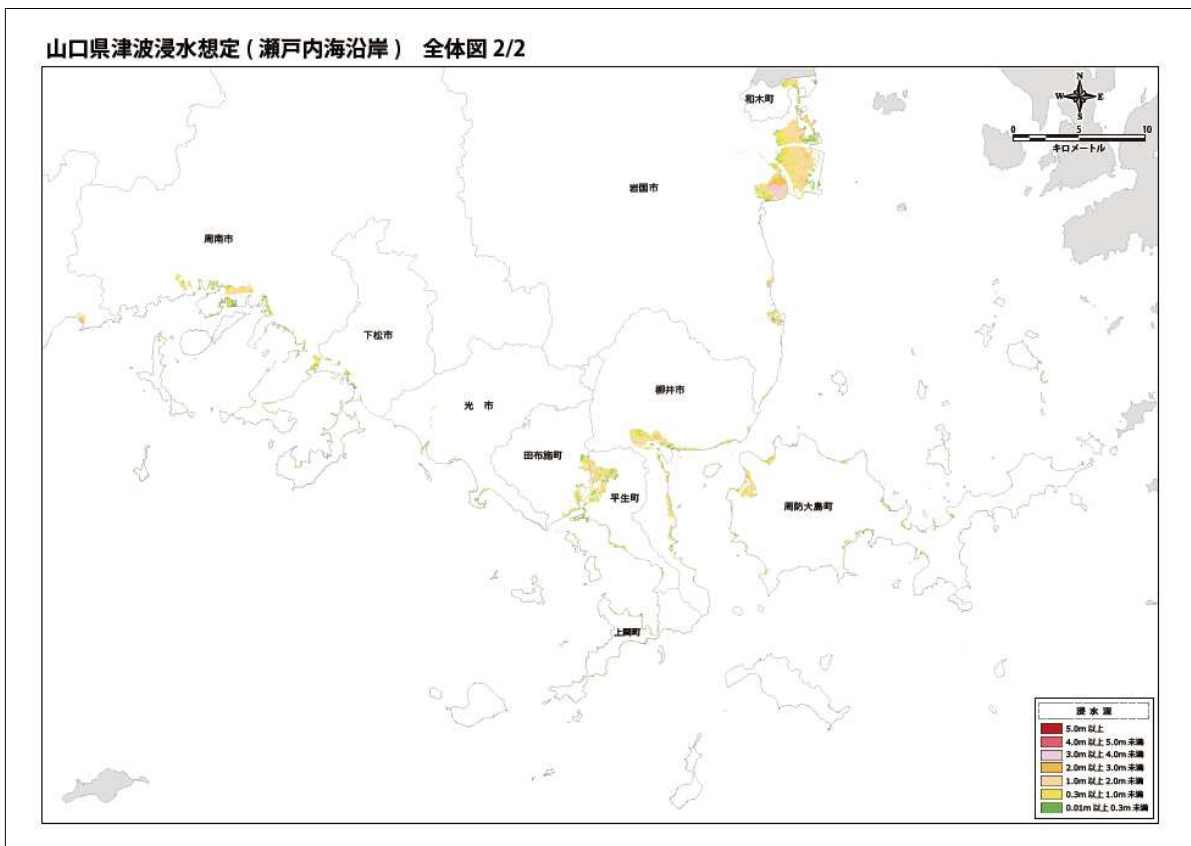 山口県津波浸水想定 ( 瀬戸内海沿岸 )　全体図 2/2
N
W E
S
0 5 10
キロメートル
和木町
岩国市
周南市
下松市
柳井市
光　市
田布施町
平生町
周防大島町
上関町
浸 水 深
5.0m 以上
4.0m 以上 5.0m 未満
3.0m 以上 4.0m 未満
2.0m 以上 3.0m 未満
1.0m 以上 2.0m 未満
0.3m 以上 1.0m 未満
0.01m 以上 0.3m 未満